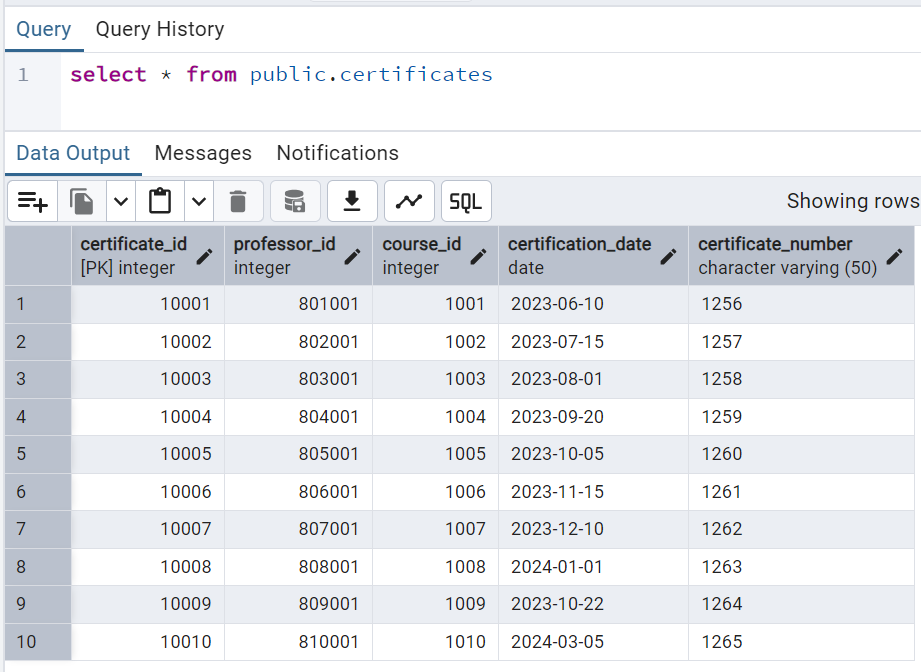 Query Query History
1 select * from public.certificates
Data Output Messages Notifications
SQL Showing rows
certificate_id professor_id course_id certification_date certificate_number
[PK] integer integer integer date character varying (50)
1 10001 801001 1001 2023-06-10 1256
2 10002 802001 1002 2023-07-15 1257
3 10003 803001 1003 2023-08-01 1258
4 10004 804001 1004 2023-09-20 1259
5 10005 805001 1005 2023-10-05 1260
6 10006 806001 1006 2023-11-15 1261
7 10007 807001 1007 2023-12-10 1262
8 10008 808001 1008 2024-01-01 1263
9 10009 809001 1009 2023-10-22 1264
10 10010 810001 1010 2024-03-05 1265